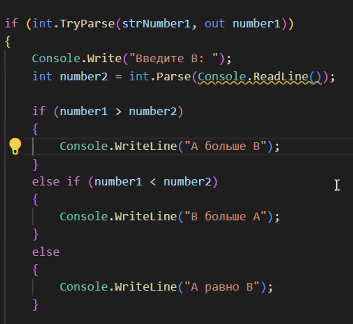 if (int.TryParse(strNumber1, out number1))
{
Console.Write("Введите B: ");
int number2 = int.Parse(Console.ReadLine());
if (number1 > number2)
{
Console.WriteLine("A больше B");
}
else if (number1 < number2)
{
Console.WriteLine("B больше A");
}
else
{
Console.WriteLine("A равно B");
}